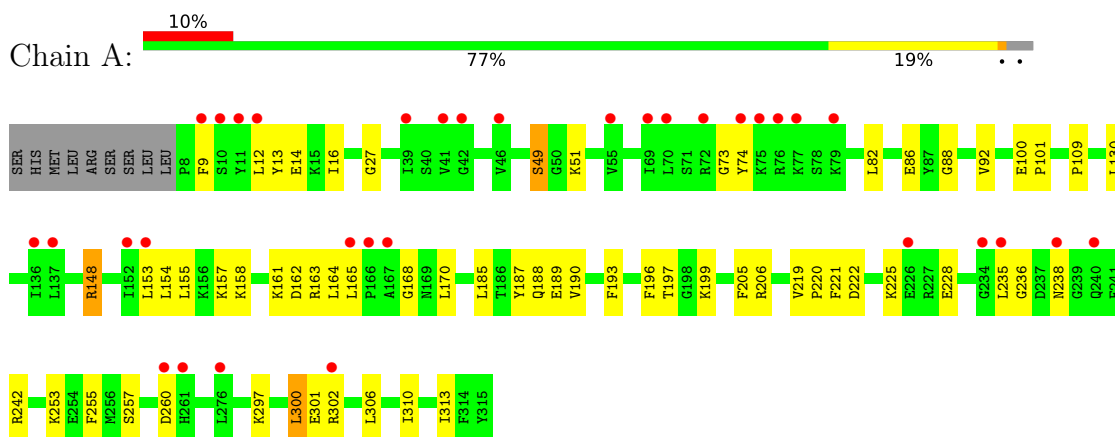 10%
Chain A:
77% 19% • •
SER HIS MET LEU ARG SER SER LEU LEU P8 F9 S10 Y11 L12 Y13 E14 K15 I16 G27 I39 S40 V41 G42 V46 S49 G50 K51 V55 I69 L70 S71 R72 G73 Y74 K75 R76 K77 S78 K79 L82 E86 Y87 G88 V92 E100 P101 P109 L130
I136 L137 R148 I152 L153 L154 L155 K156 K157 K158 K161 D162 R163 L164 L165 P166 A167 G168 N169 L170 L185 T186 Y187 Q188 E189 V190 F193 F196 T197 G198 K199 F205 R206 V219 P220 F221 D222 K225 E226 R227 E228 G234 L235 G236 D237 N238 G239 Q240
R242 K253 E254 F255 M256 S257 D260 H261 L276 K297 L300 E301 R302 L306 I310 I313 F314 Y315